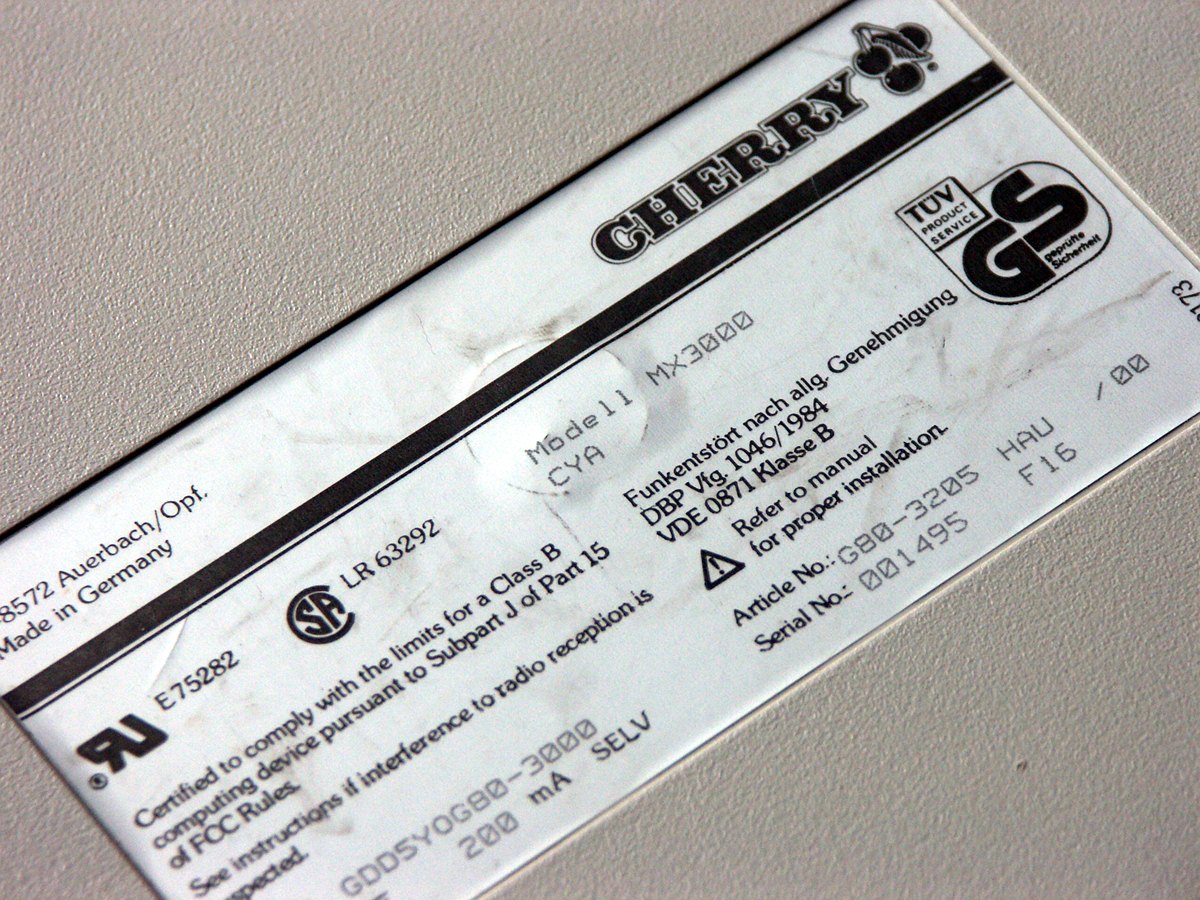 CHERRY
8572 Auerbach/Opf.
Made in Germany
TÜV
PRODUCT
SERVICE
GS
geprüfte
Sicherheit
Modell MX3000
CYA
E75282
LR 63292
Certified to comply with the limits for a Class B
computing device pursuant to Subpart J of Part 15
of FCC Rules.
See instructions if interference to radio reception is
GDD5YOG80-3000
200 mA SELV
Funkentstört nach allg. Genehmigung
DBP Vfg. 1046/1984
VDE 0871 Klasse B
Refer to manual
for proper installation.
Article No.: G80-3205 HAU /00
Serial No.: 001495 F16